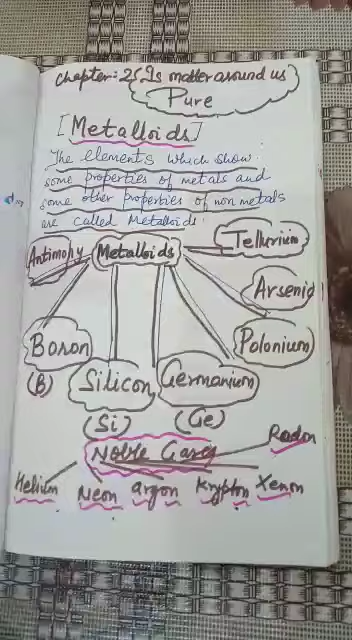 Chapter: 2 Is matter around us
Pure
[Metalloids]
The elements which show
some properties of metals and
some other properties of non metals
are called Metalloids.
Antimony
Metalloids
Tellurium
Arsenic
Boron
Polonium
(B)
Silicon
Germanium
(Si)
(Ge)
Noble Gases
Radon
Helium
Neon
argon
Krypton
Xenon